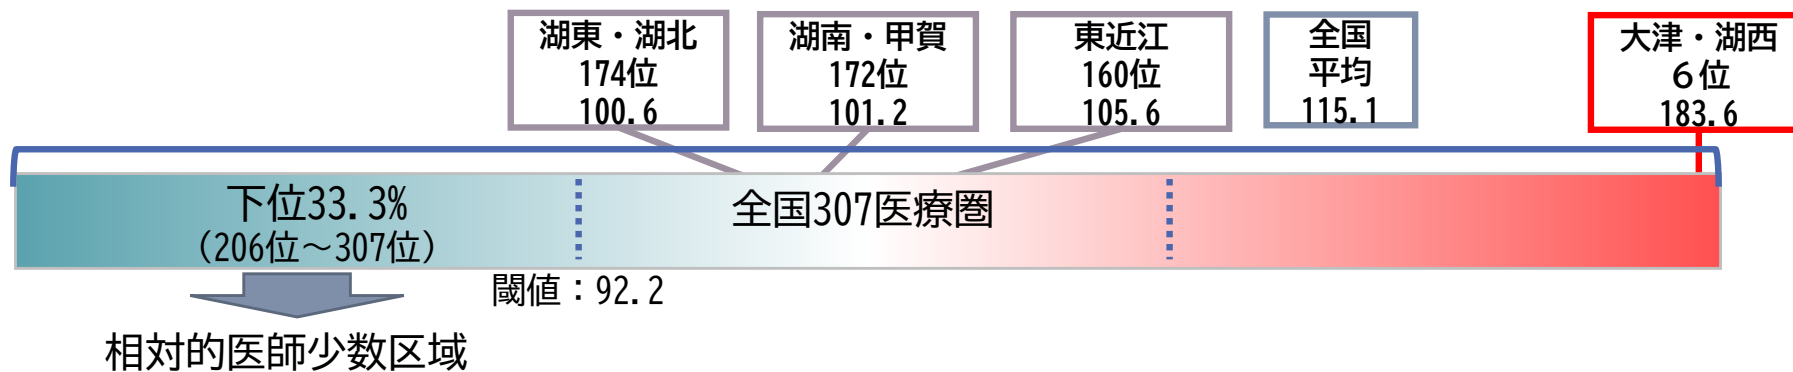 湖東・湖北
174位
100.6
湖南・甲賀
172位
101.2
東近江
160位
105.6
全国
平均
115.1
大津・湖西
６位
183.6
下位33.3%
（206位～307位）
全国307医療圏
閾値：92.2
相対的医師少数区域